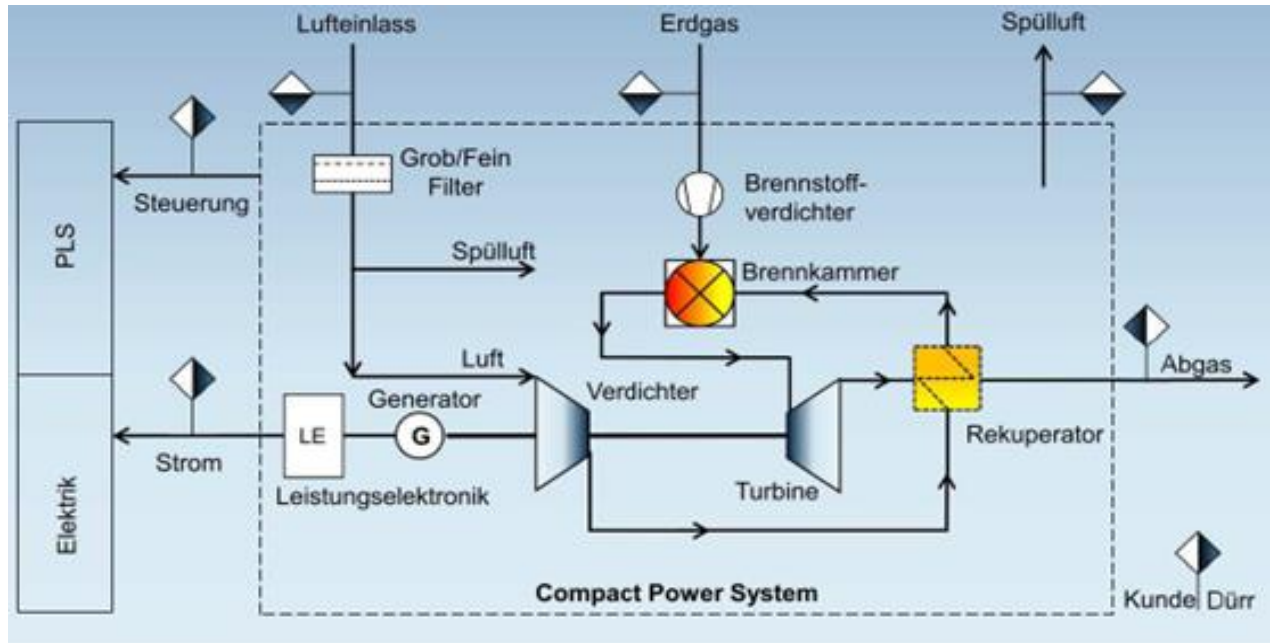 Lufteinlass
Erdgas
Spülluft
Grob/Fein
Filter
Brennstoff-
verdichter
Steuerung
PLS
Spülluft
Brennkammer
Luft
Verdichter
Abgas
Generator
G
LE
Rekuperator
Strom
Leistungselektronik
Turbine
Elektrik
Compact Power System
Kunde Dürr